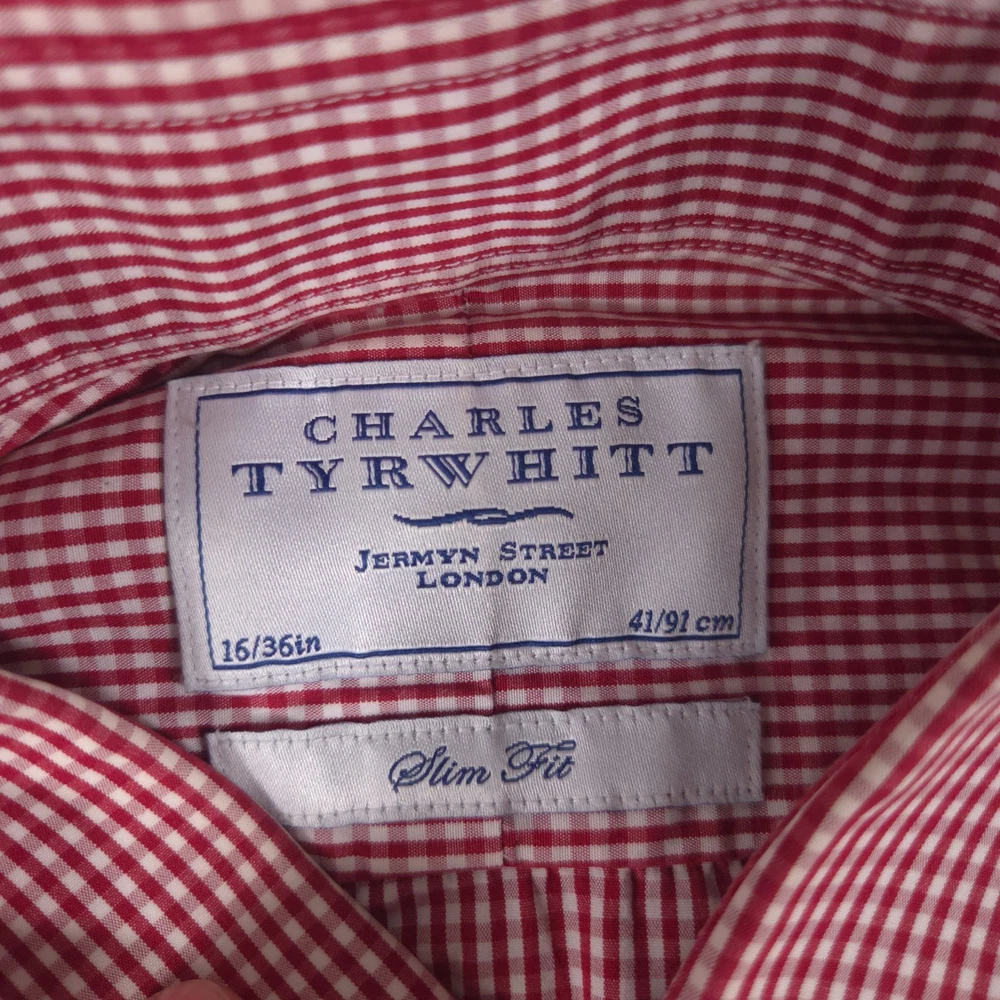 CHARLES
TYRWHITT
JERMYN STREET
LONDON
16/36in
41/91 cm
Slim Fit